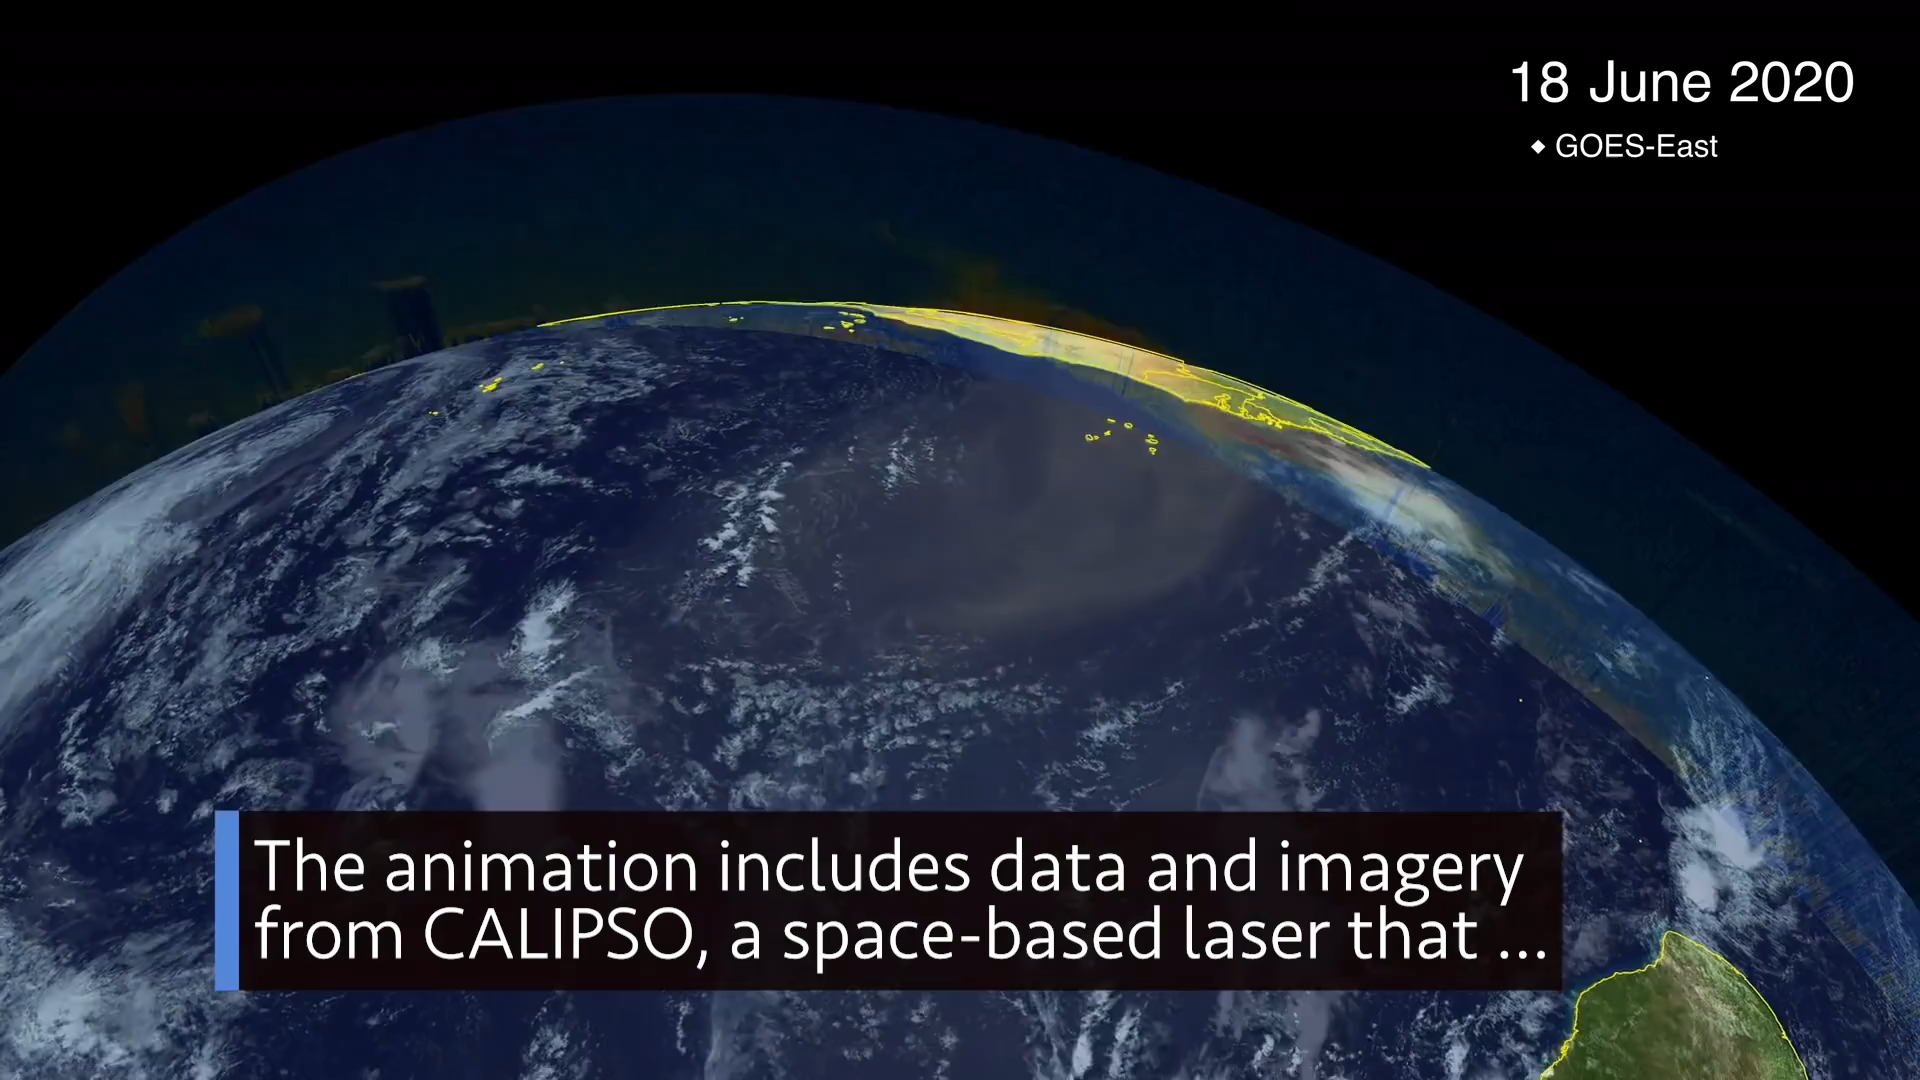 18 June 2020
◆ GOES-East
The animation includes data and imagery
from CALIPSO, a space-based laser that ...